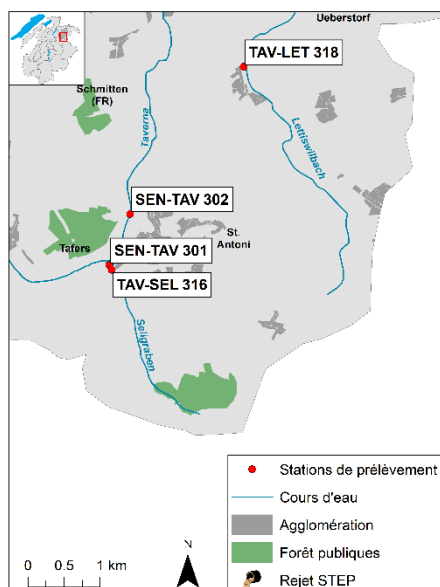 Ueberstorf
TAV-LET 318
Schmitten
(FR)
Taverna
Lettiswilbach
SEN-TAV 302
Tafers
St.
Antoni
SEN-TAV 301
TAV-SEL 316
Seligraben
Stations de prélèvement
Cours d'eau
Agglomération
Forêt publiques
Rejet STEP
0 0.5 1 km
N